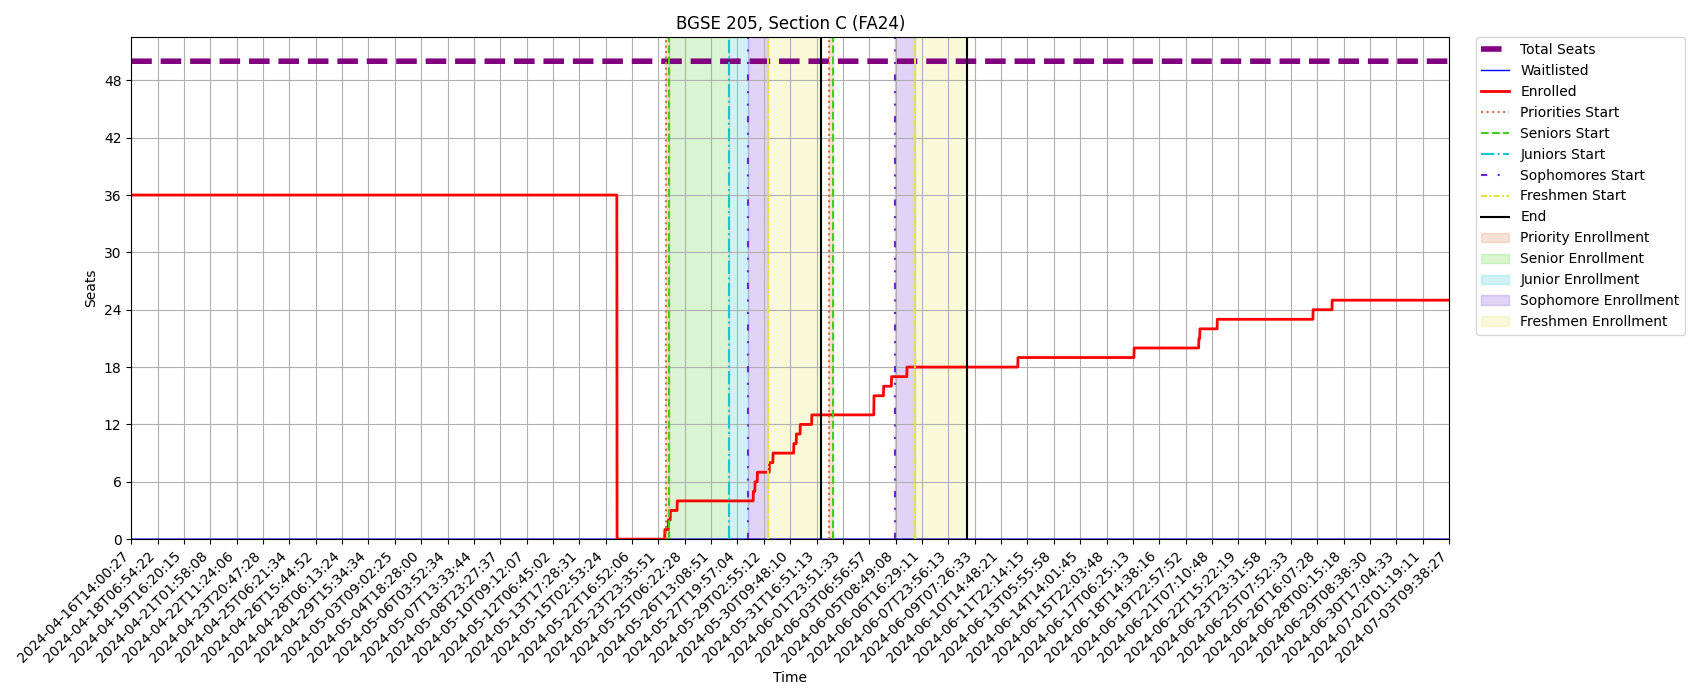 BGSE 205, Section C (FA24)
Seats
48
42
36
30
24
18
12
6
0
2024-04-16T14:00:27
2024-04-18T06:54:22
2024-04-19T16:20:15
2024-04-21T01:58:08
2024-04-22T11:24:06
2024-04-23T20:47:28
2024-04-25T06:21:34
2024-04-26T15:44:52
2024-04-28T06:13:24
2024-04-29T15:34:34
2024-05-03T09:02:25
2024-05-04T18:28:00
2024-05-06T03:52:34
2024-05-07T13:33:44
2024-05-08T23:27:37
2024-05-10T09:12:07
2024-05-12T06:45:02
2024-05-13T17:28:31
2024-05-15T02:53:24
2024-05-22T16:52:06
2024-05-23T23:35:51
2024-05-25T06:22:28
2024-05-26T13:08:51
2024-05-27T19:57:04
2024-05-29T02:55:12
2024-05-30T09:48:10
2024-05-31T16:51:13
2024-06-01T23:51:33
2024-06-03T06:56:57
2024-06-05T08:49:08
2024-06-06T16:29:11
2024-06-07T23:56:13
2024-06-09T07:26:33
2024-06-10T14:48:21
2024-06-11T22:14:15
2024-06-13T05:55:58
2024-06-14T14:01:45
2024-06-15T22:03:48
2024-06-17T06:25:13
2024-06-18T14:38:16
2024-06-19T22:57:52
2024-06-21T07:10:48
2024-06-22T15:22:19
2024-06-23T23:31:58
2024-06-25T07:52:33
2024-06-26T16:07:28
2024-06-28T00:15:18
2024-06-29T08:38:30
2024-06-30T17:04:33
2024-07-02T01:19:11
2024-07-03T09:38:27
Time
Total Seats
Waitlisted
Enrolled
Priorities Start
Seniors Start
Juniors Start
Sophomores Start
Freshmen Start
End
Priority Enrollment
Senior Enrollment
Junior Enrollment
Sophomore Enrollment
Freshmen Enrollment